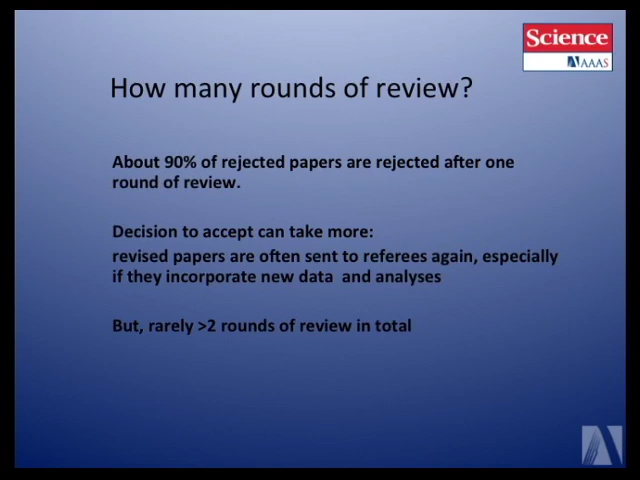 Science
AAAS
How many rounds of review?
About 90% of rejected papers are rejected after one
round of review.
Decision to accept can take more:
revised papers are often sent to referees again, especially
if they incorporate new data  and analyses
But, rarely >2 rounds of review in total